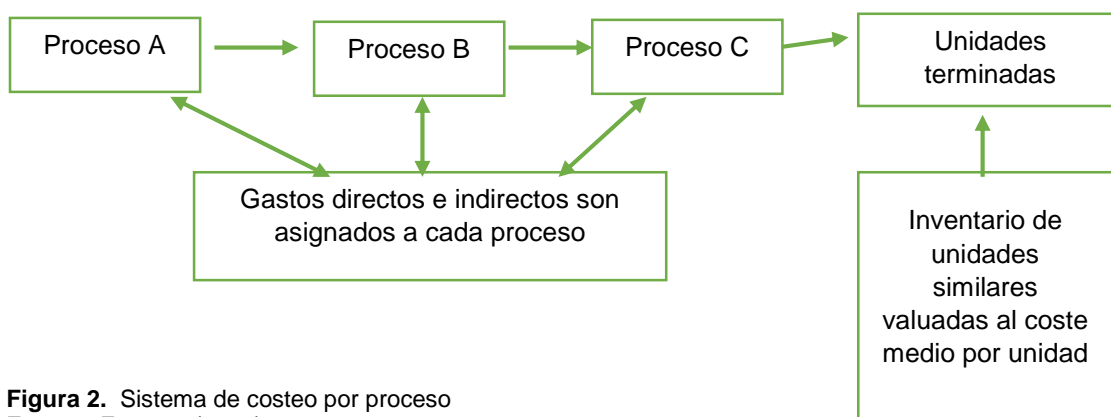 Proceso A
Proceso B
Proceso C
Unidades
terminadas
Gastos directos e indirectos son
asignados a cada proceso
Inventario de
unidades
similares
valuadas al coste
medio por unidad
Figura 2. Sistema de costeo por proceso